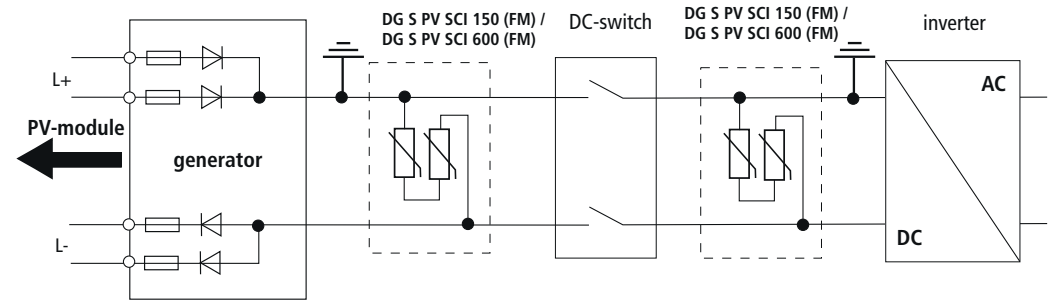 DG S PV SCI 150 (FM) /
DG S PV SCI 600 (FM)
DC-switch
DG S PV SCI 150 (FM) /
DG S PV SCI 600 (FM)
inverter
L+
AC
PV-module
generator
L-
DC